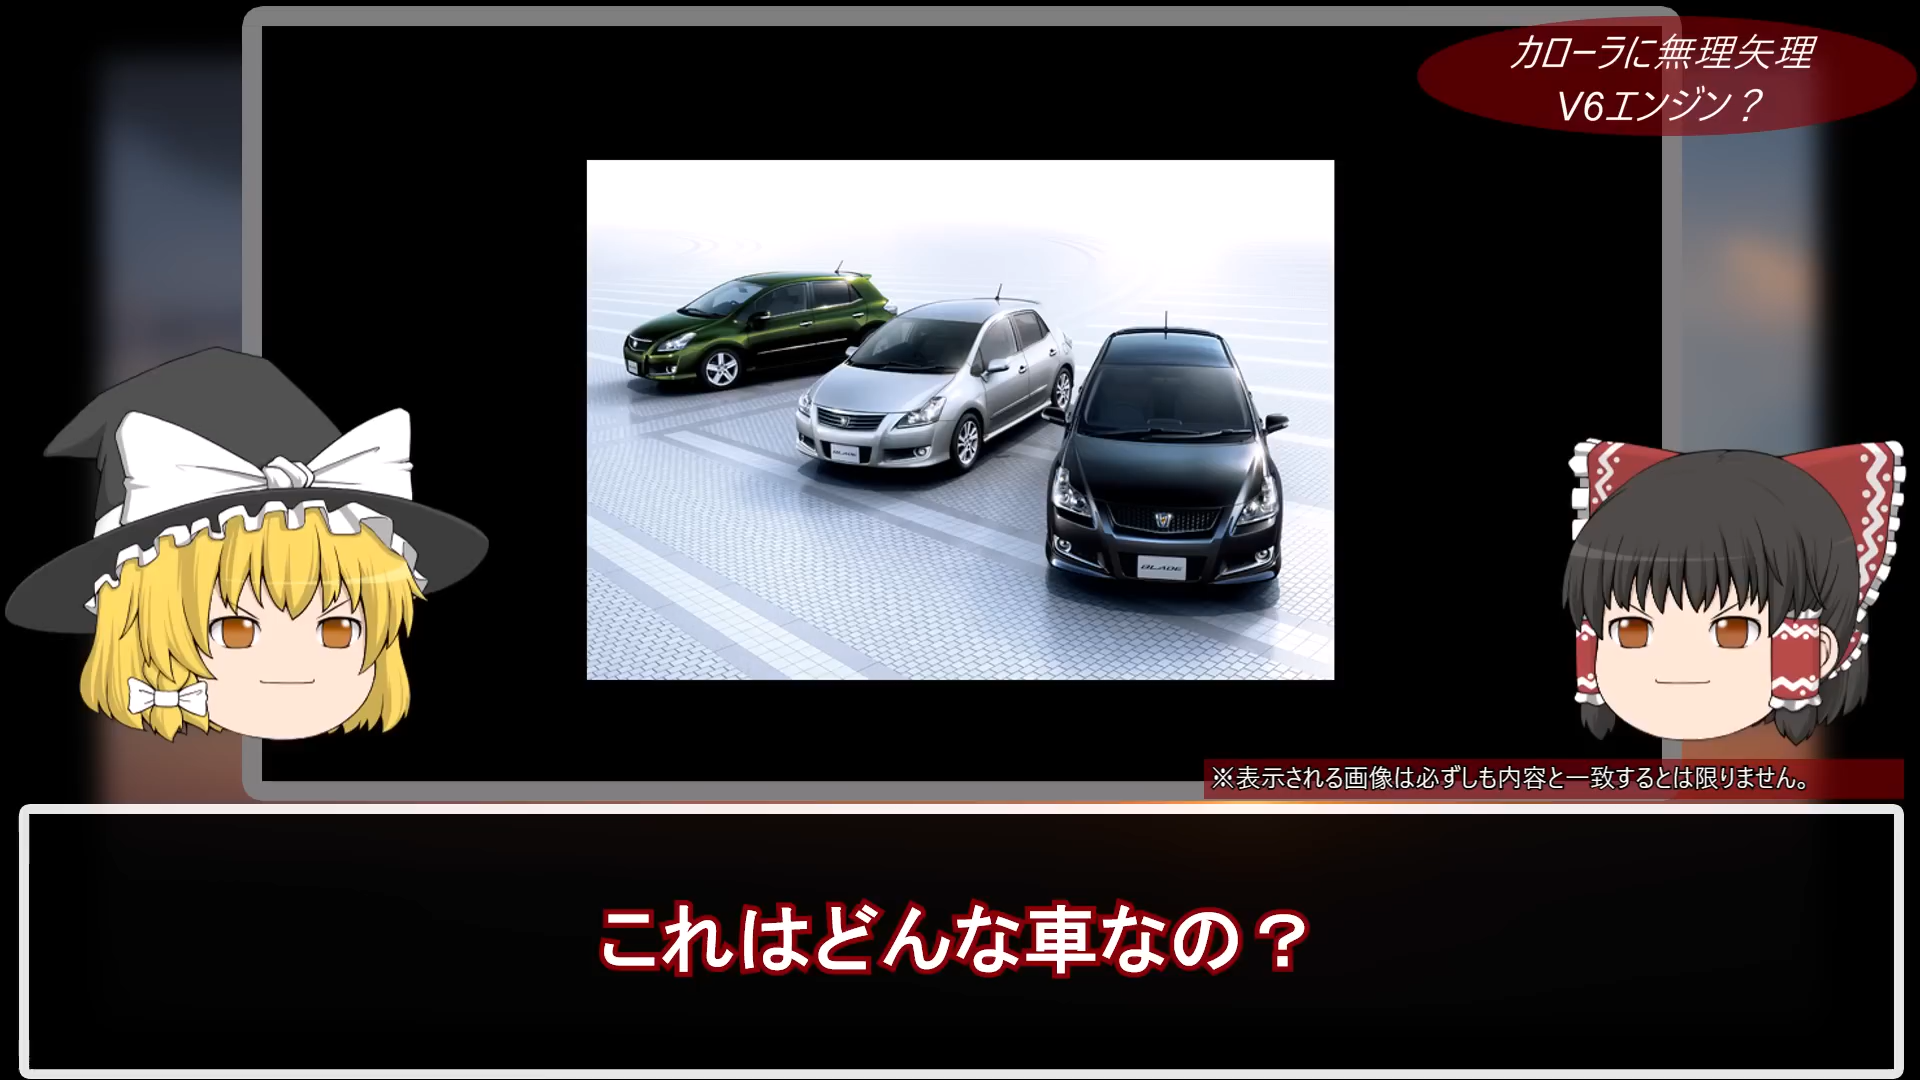 カローラに無理矢理
V6エンジン？
BLADE
BLADE
※表示される画像は必ずしも内容と一致するとは限りません。
これはどんな車なの？